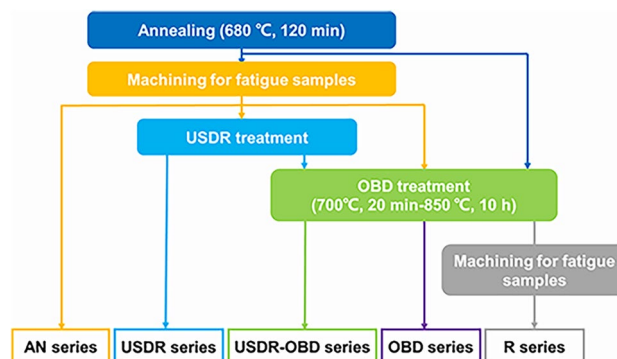 Annealing (680 ℃, 120 min)
Machining for fatigue samples
USDR treatment
OBD treatment
(700℃, 20 min-850 ℃, 10 h)
Machining for fatigue
samples
AN series
USDR series
USDR-OBD series
OBD series
R series